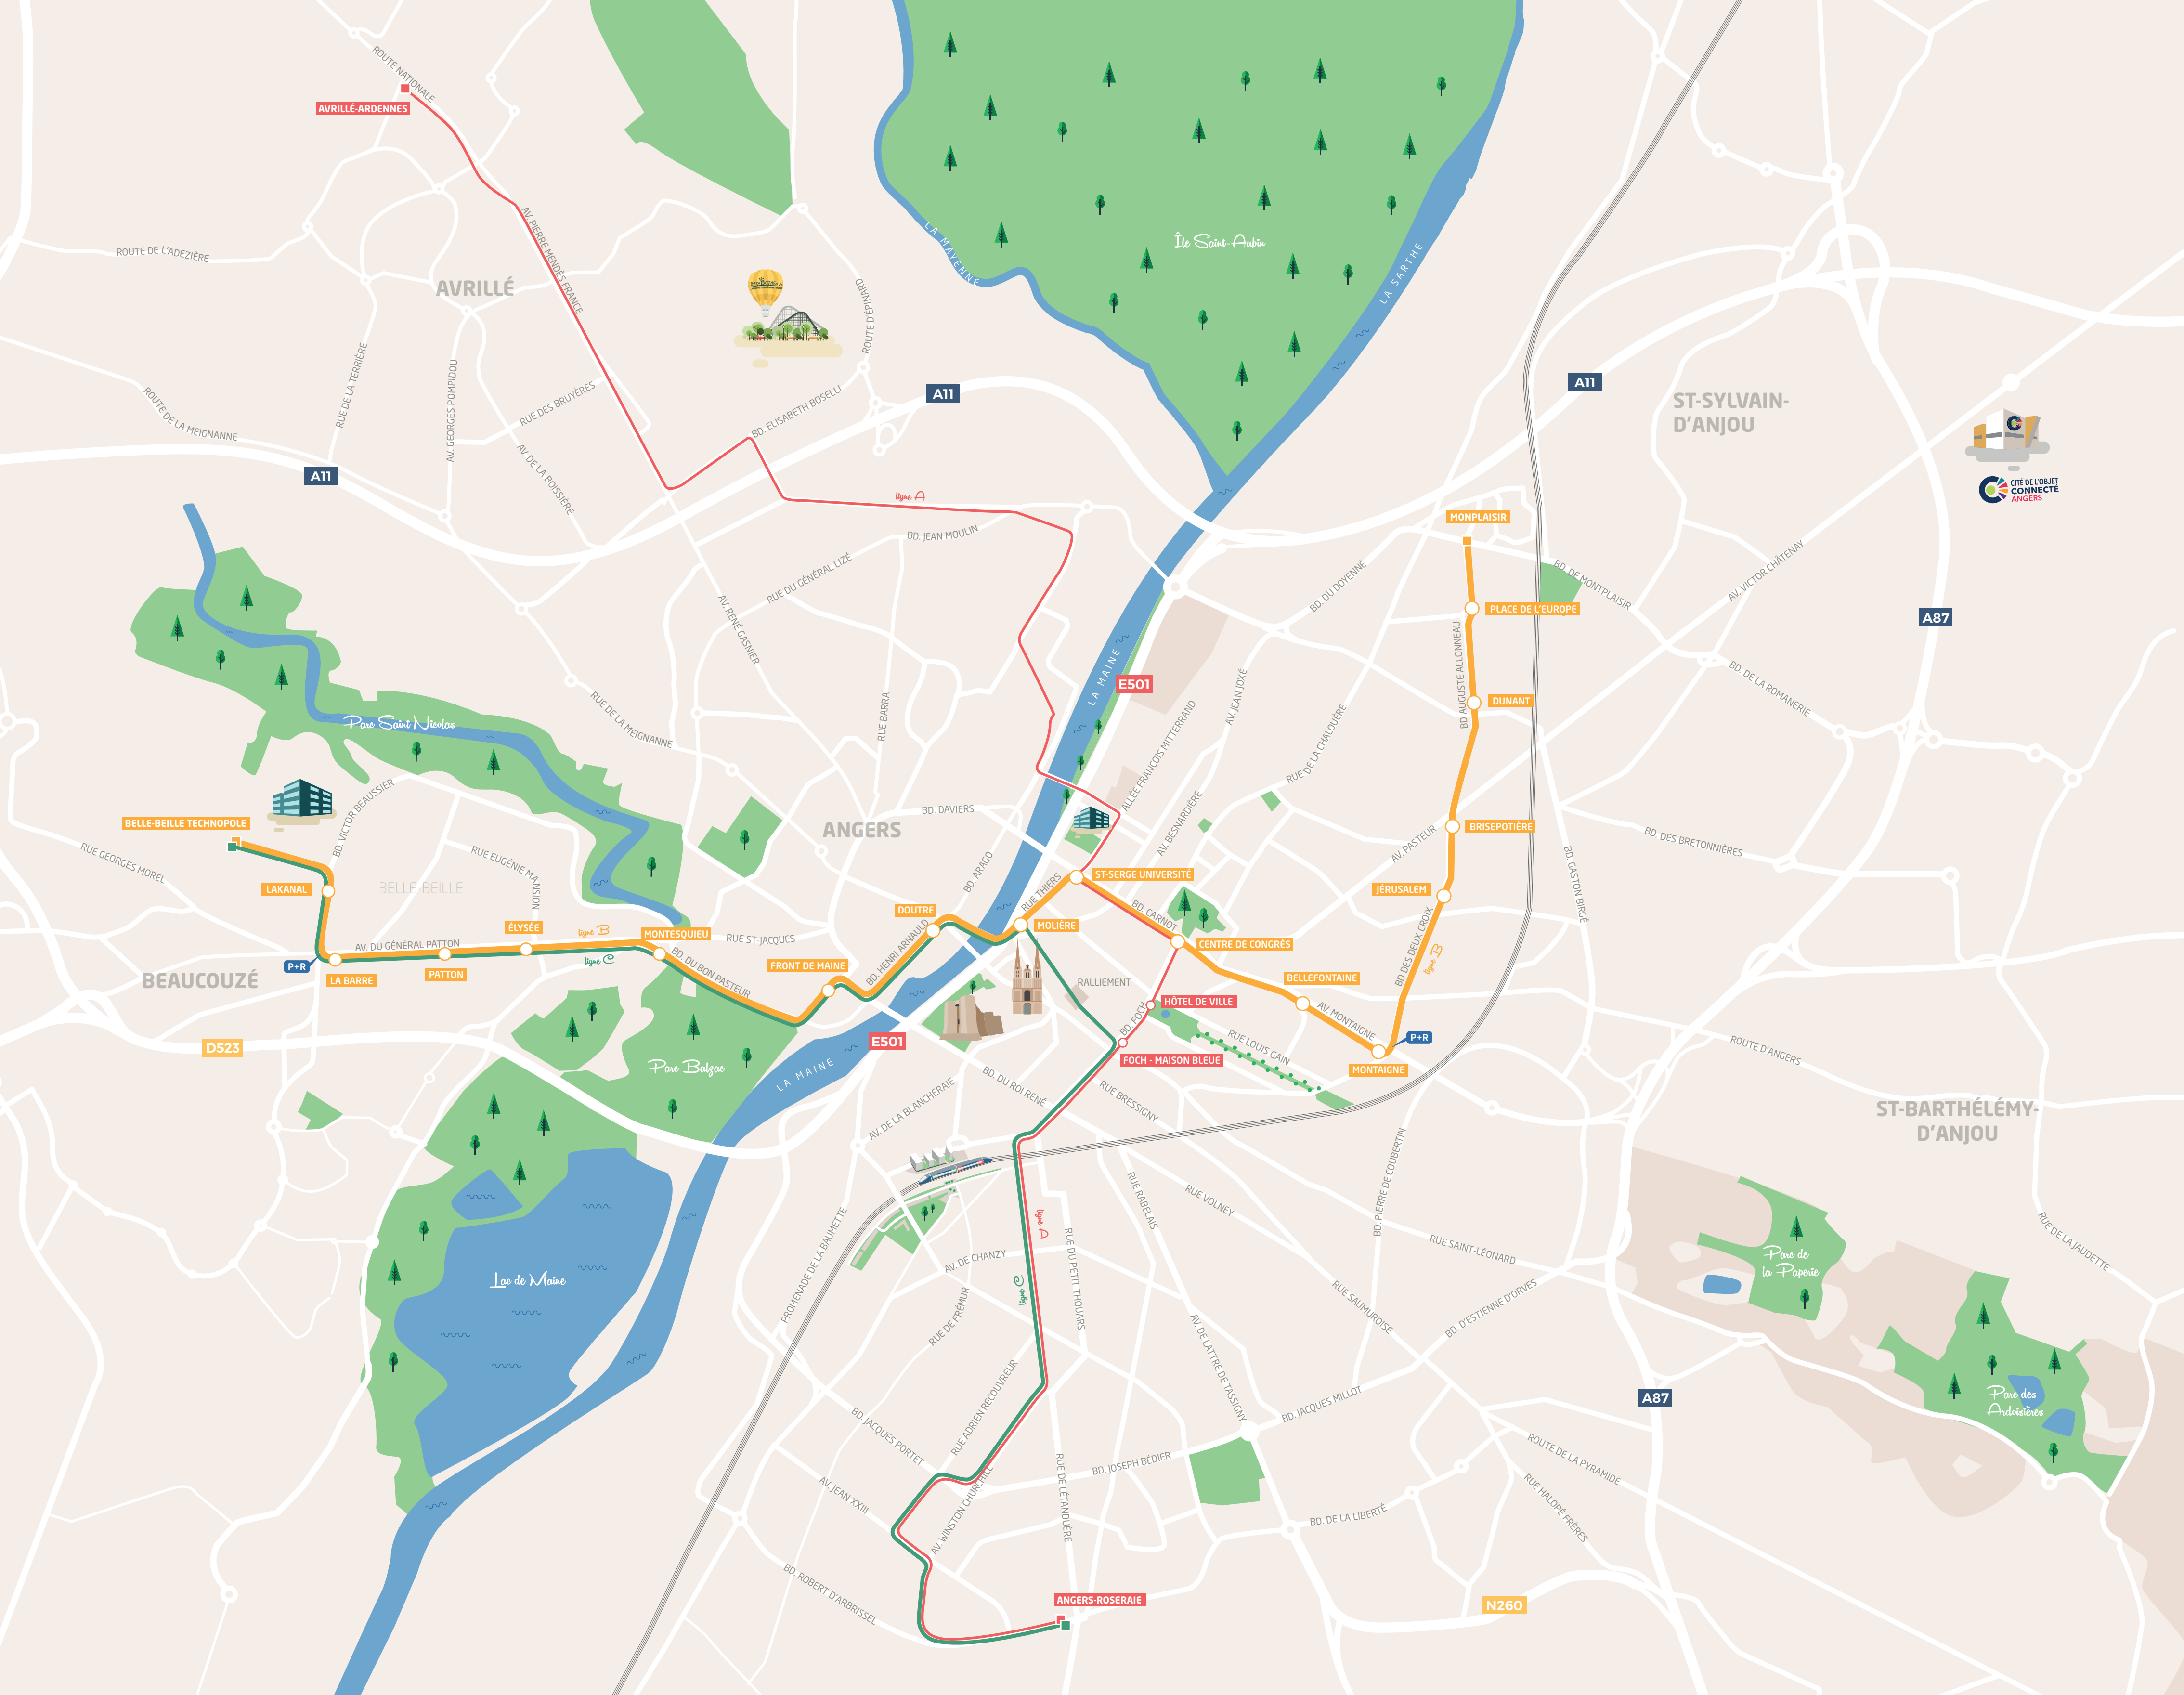 ROUTE NATIONALE
AVRILLÉ-ARDENNES
ROUTE DE L'ADEZIÈRE
AV. PIERRE MENDÈS FRANCE
AVRILLÉ
LA MAYENNE
Île Saint-Aubin
LA SARTHE
ROUTE D'ÉPINARD
RUE DE LA TERRIÈRE
AV. GEORGES POMPIDOU
RUE DES BRUYÈRES
BD. ELISABETH BOSELLI
A11
A11
ST-SYLVAIN-
D'ANJOU
ROUTE DE LA MEIGNANNE
AV. DE LA BOISSIÈRE
A11
CITÉ DE L'OBJET
CONNECTÉ
ANGERS
ligne A
BD. JEAN MOULIN
MONPLAISIR
BD. DE MONTPLAISIR
AV. VICTOR CHÂTENAY
RUE DU GÉNÉRAL LIZÉ
BD. DU DOYENNÉ
PLACE DE L'EUROPE
A87
AV. RENÉ GASNIER
LA MAINE
E501
BD AUGUSTE ALLONNEAU
DUNANT
BD. DE LA ROMANERIE
Parc Saint Nicolas
RUE DE LA MEIGNANNE
RUE BARRA
ALLÉE FRANÇOIS MITTERRAND
AV. JEAN JOXÉ
RUE DE LA CHALOUÈRE
BELLE-BEILLE TECHNOPOLE
BD. VICTOR BEAUSSIER
BD. DAVIERS
ANGERS
AV. BESNARDIÈRE
AV. PASTEUR
BRISEPOTIÈRE
BD. DES BRETONNIÈRES
BD. GASTON BIRGÉ
RUE GEORGES MOREL
RUE EUGÉNIE MANSION
LAKANAL
BELLE-BEILLE
BD. ARAGO
RUE THIERS
ST-SERGE UNIVERSITÉ
JÉRUSALEM
DOUTRE
MOLIÈRE
BD. CARNOT
ÉLYSÉE
ligne B
MONTESQUIEU
RUE ST-JACQUES
BD. HENRI ARNAULD
CENTRE DE CONGRÉS
BD DES DEUX CROIX
ligne B
AV. DU GÉNÉRAL PATTON
ligne C
P+R
LA BARRE
PATTON
BD. DU BON PASTEUR
FRONT DE MAINE
BEAUCOUZÉ
RALLIEMENT
BELLEFONTAINE
HÔTEL DE VILLE
BD. FOCH
AV. MONTAIGNE
P+R
D523
E501
RUE LOUIS GAIN
FOCH - MAISON BLEUE
MONTAIGNE
ROUTE D'ANGERS
Parc Balzac
LA MAINE
BD. DU ROI RENÉ
RUE BRESSIGNY
AV. DE LA BLANCHERAIE
ST-BARTHÉLÉMY-
D'ANJOU
BD. PIERRE DE COUBERTIN
RUE RABELAIS
RUE VOLNEY
PROMENADE DE LA BAUMETTE
ligne A
RUE DU PETIT THOUARS
RUE SAINT-LÉONARD
RUE DE LA JAUDETTE
Parc de
la Paperie
AV. DE CHANZY
Lac de Maine
ligne C
RUE DE FRÉMUR
RUE SAUMUROISE
BD. D'ESTIENNE D'ORVES
AV. DE LATTRE DE TASSIGNY
RUE ADRIEN RECOUVREUR
Parc des
Ardoisières
A87
BD. JACQUES MILLOT
BD. JACQUES PORTET
BD. JOSEPH BÉDIER
ROUTE DE LA PYRAMIDE
AV. JEAN XXIII
AV. WINSTON CHURCHILL
RUE DE LÉTANDUÈRE
RUE HALOPÉ FRÈRES
BD. DE LA LIBERTÉ
BD. ROBERT D'ARBRISSEL
ANGERS-ROSERAIE
N260